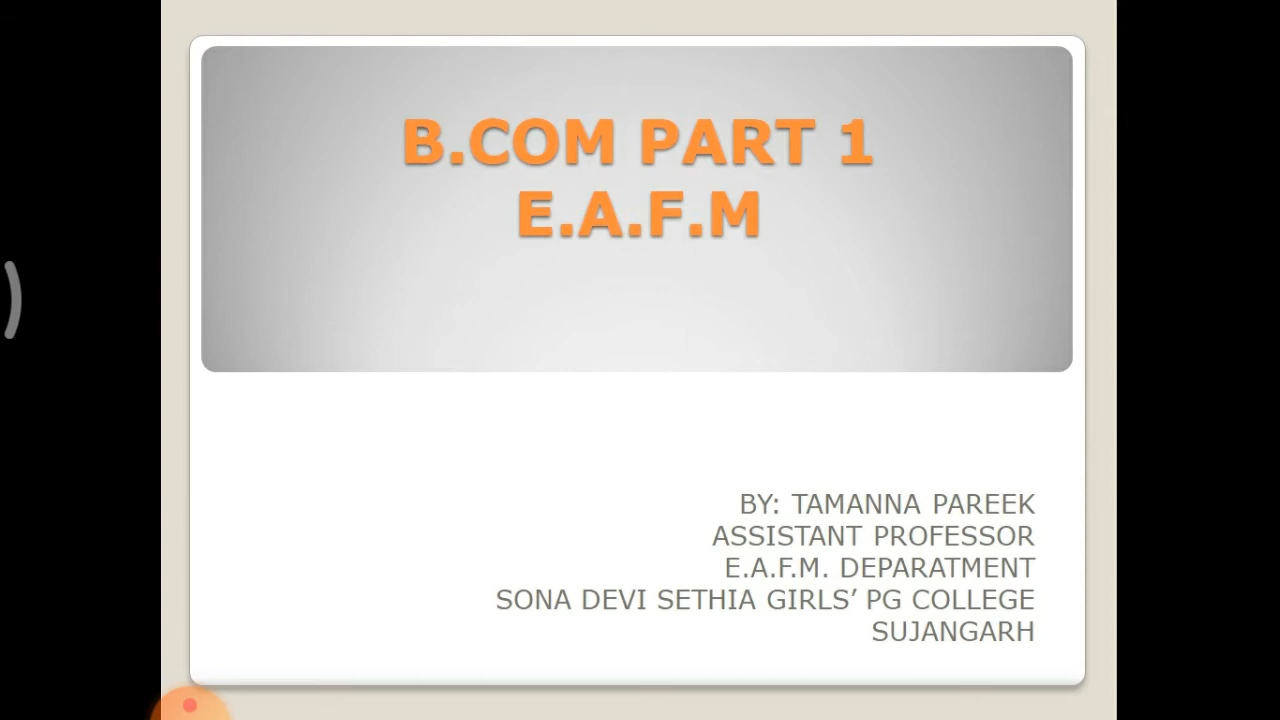 B.COM PART 1
E.A.F.M
BY: TAMANNA PAREEK
ASSISTANT PROFESSOR
E.A.F.M. DEPARATMENT
SONA DEVI SETHIA GIRLS’ PG COLLEGE
SUJANGARH